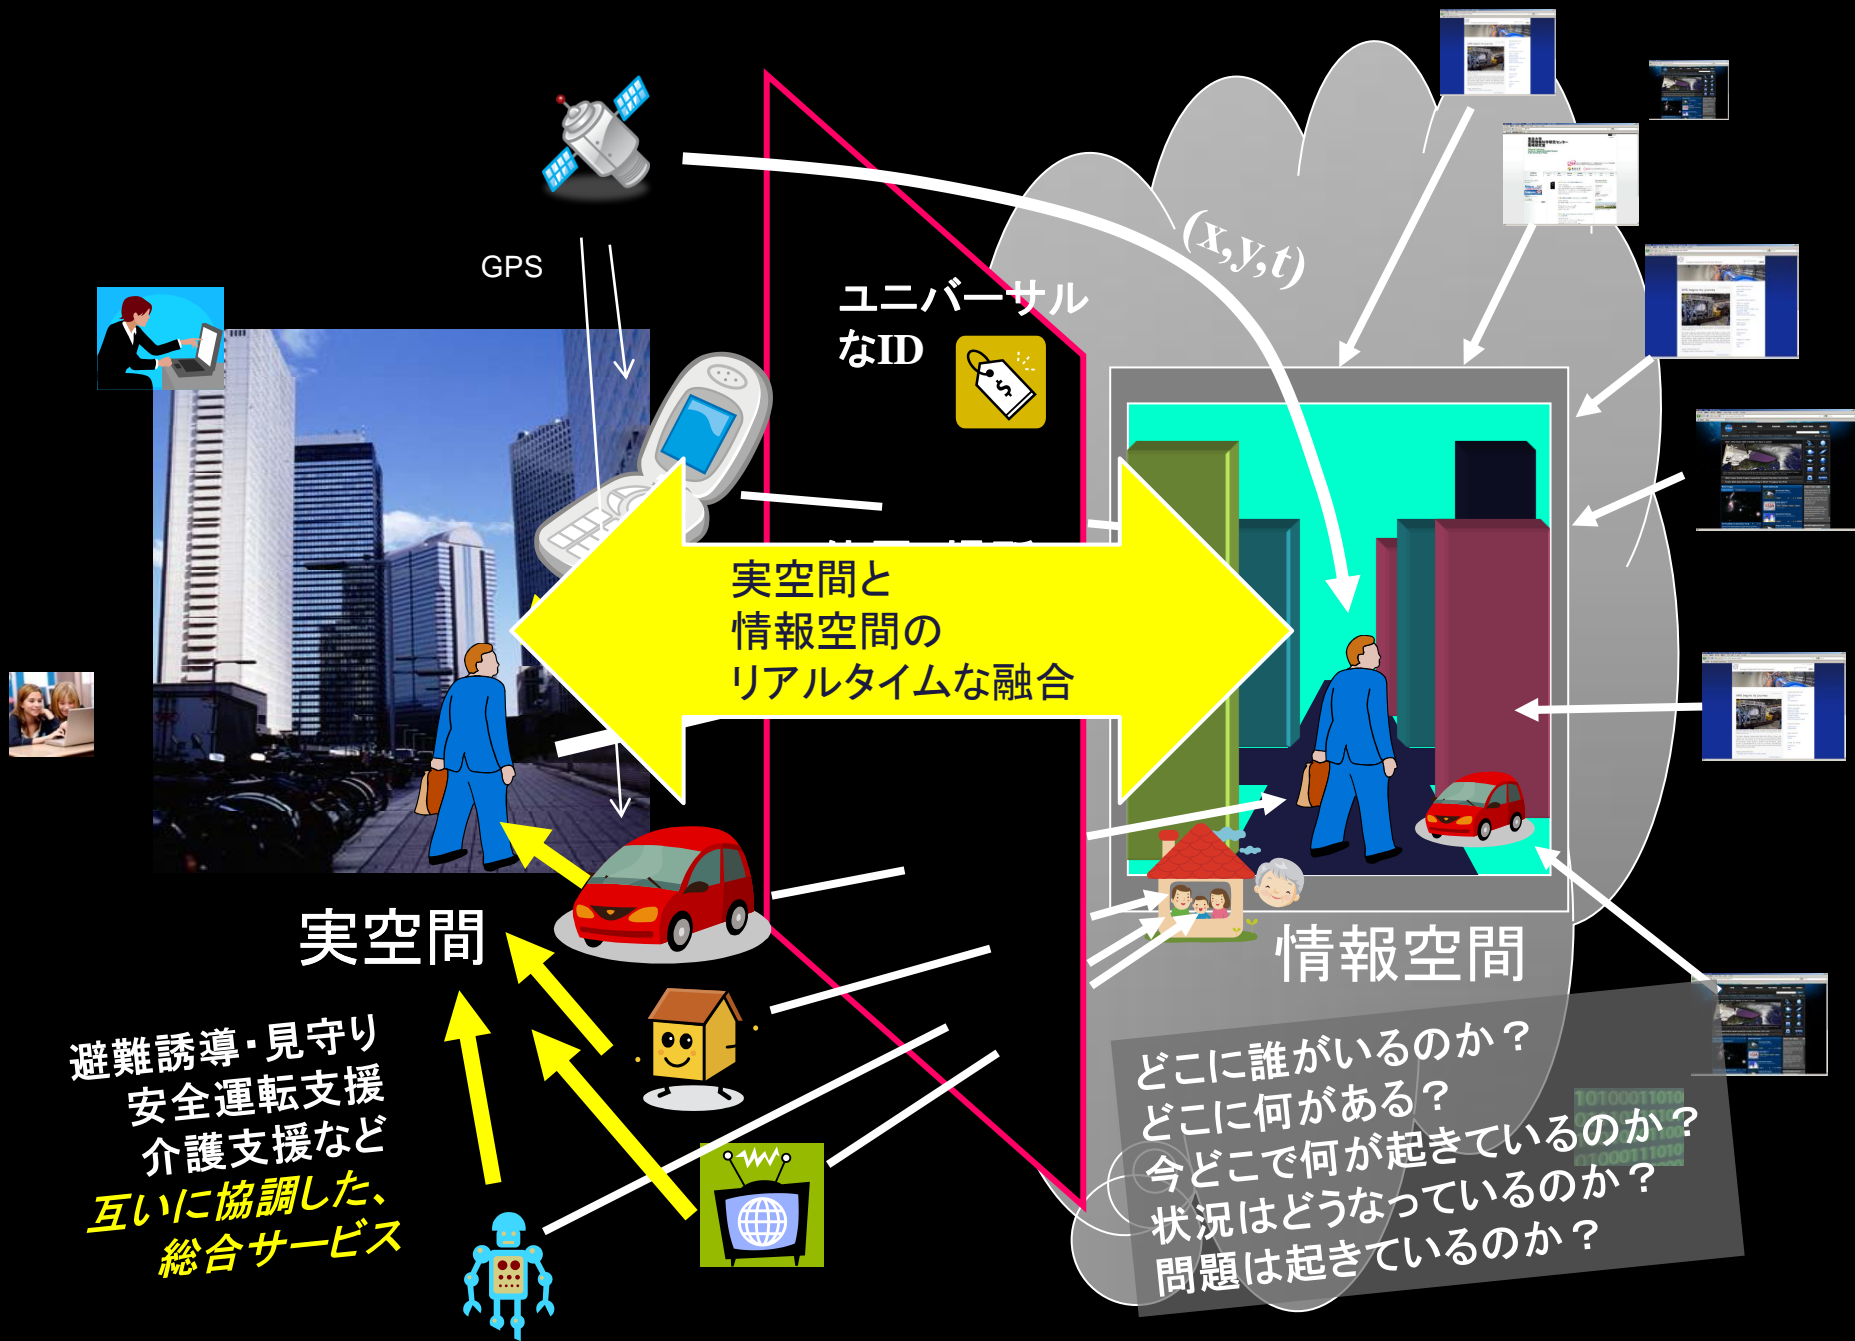 GPS
(x,y,t)
ユニバーサル
なID
実空間と
情報空間の
リアルタイムな融合
実空間
情報空間
避難誘導・見守り
安全運転支援
介護支援など
互いに協調した、
総合サービス
どこに誰がいるのか？
どこに何がある？
今どこで何が起きているのか？
状況はどうなっているのか？
問題は起きているのか？